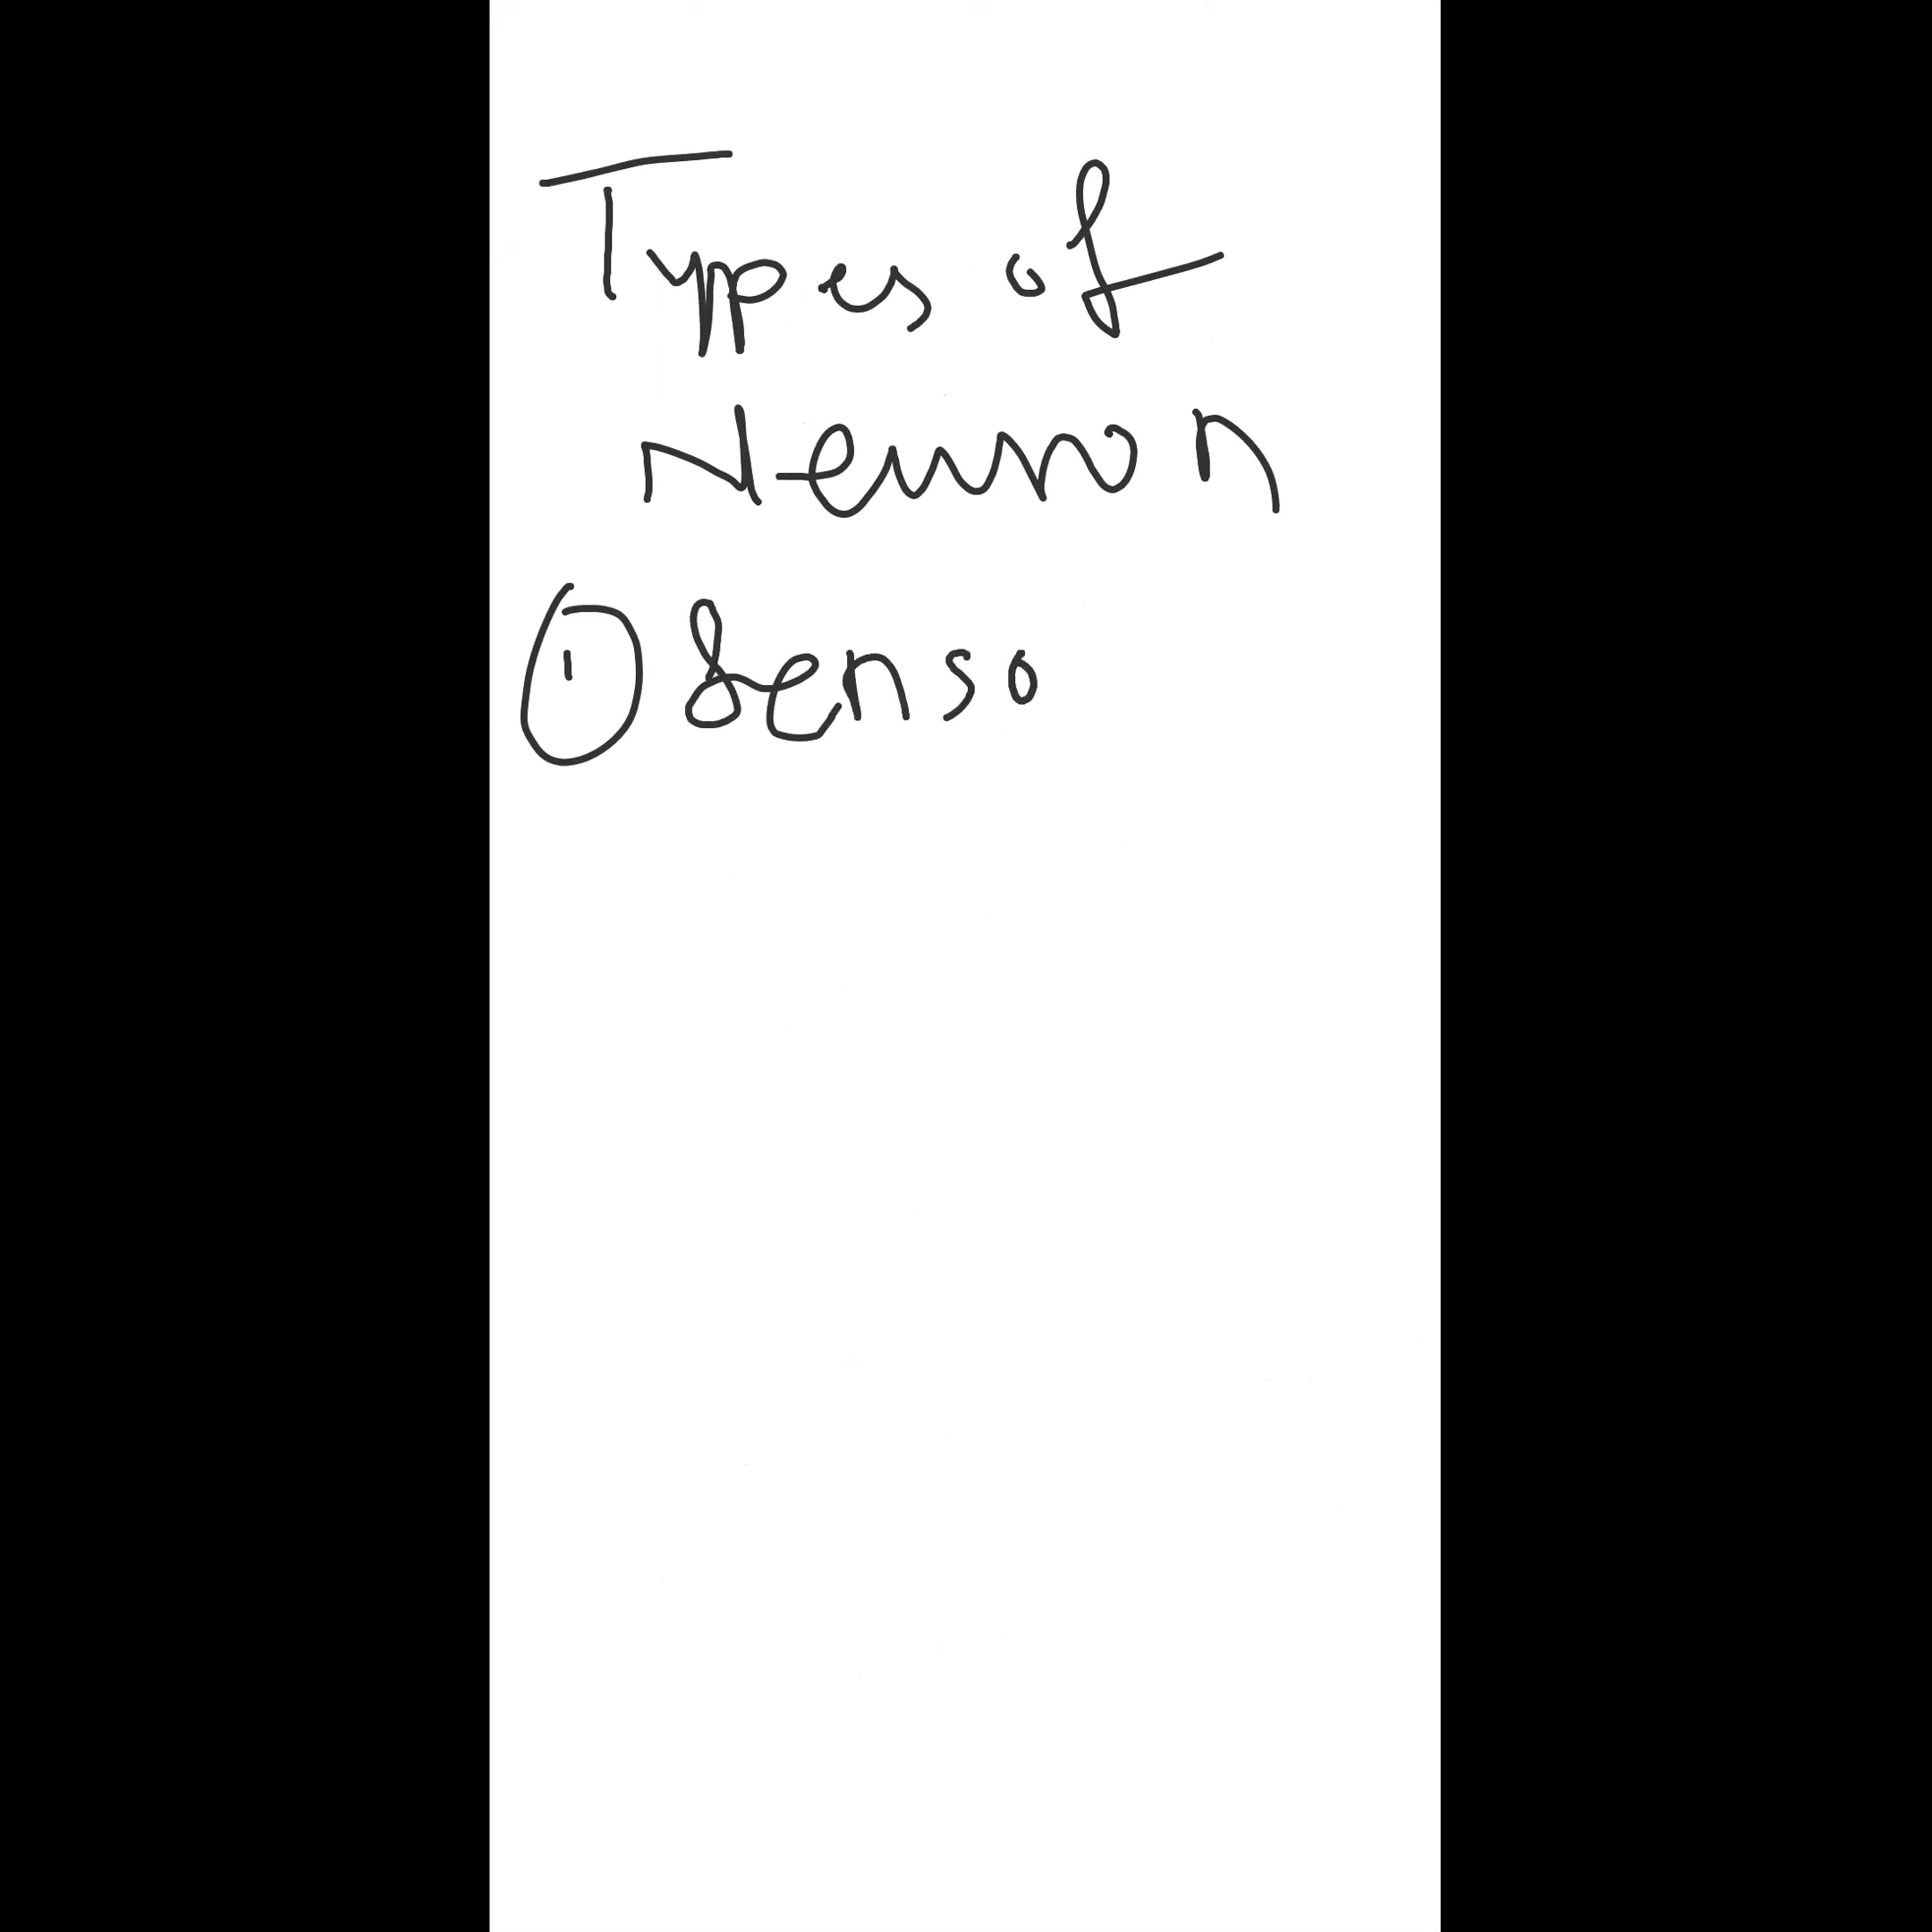 Types of
Neuron
① Senso